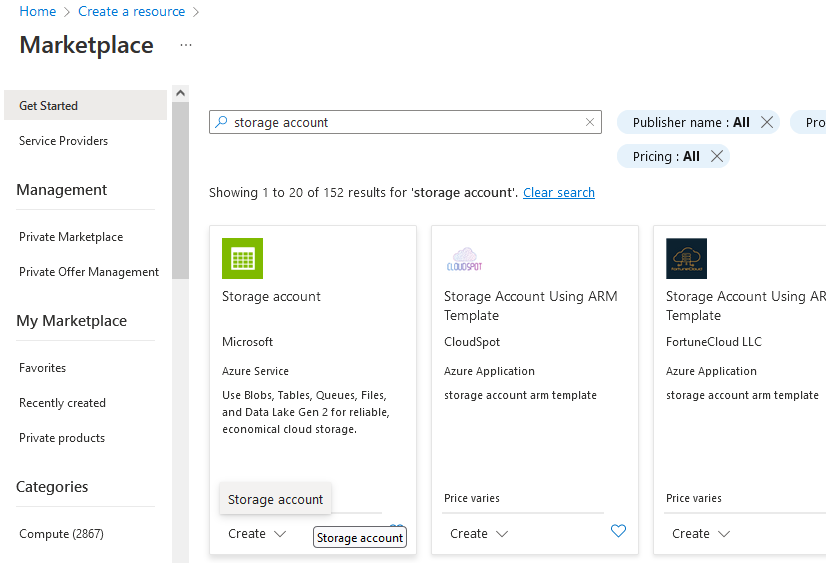 Home > Create a resource >
Marketplace ...
Get Started
Service Providers
Management
Private Marketplace
Private Offer Management
My Marketplace
Favorites
Recently created
Private products
Categories
Compute (2867)
storage account
Publisher name : All
Pro
Pricing : All
Showing 1 to 20 of 152 results for 'storage account'. Clear search
Storage account
Microsoft
Azure Service
Use Blobs, Tables, Queues, Files,
and Data Lake Gen 2 for reliable,
economical cloud storage.
Storage account
Create
Storage account
CLOUDSPOT
Storage Account Using ARM
Template
CloudSpot
Azure Application
storage account arm template
Price varies
Create
FortuneCloud
Storage Account Using AR
Template
FortuneCloud LLC
Azure Application
storage account arm template
Price varies
Create